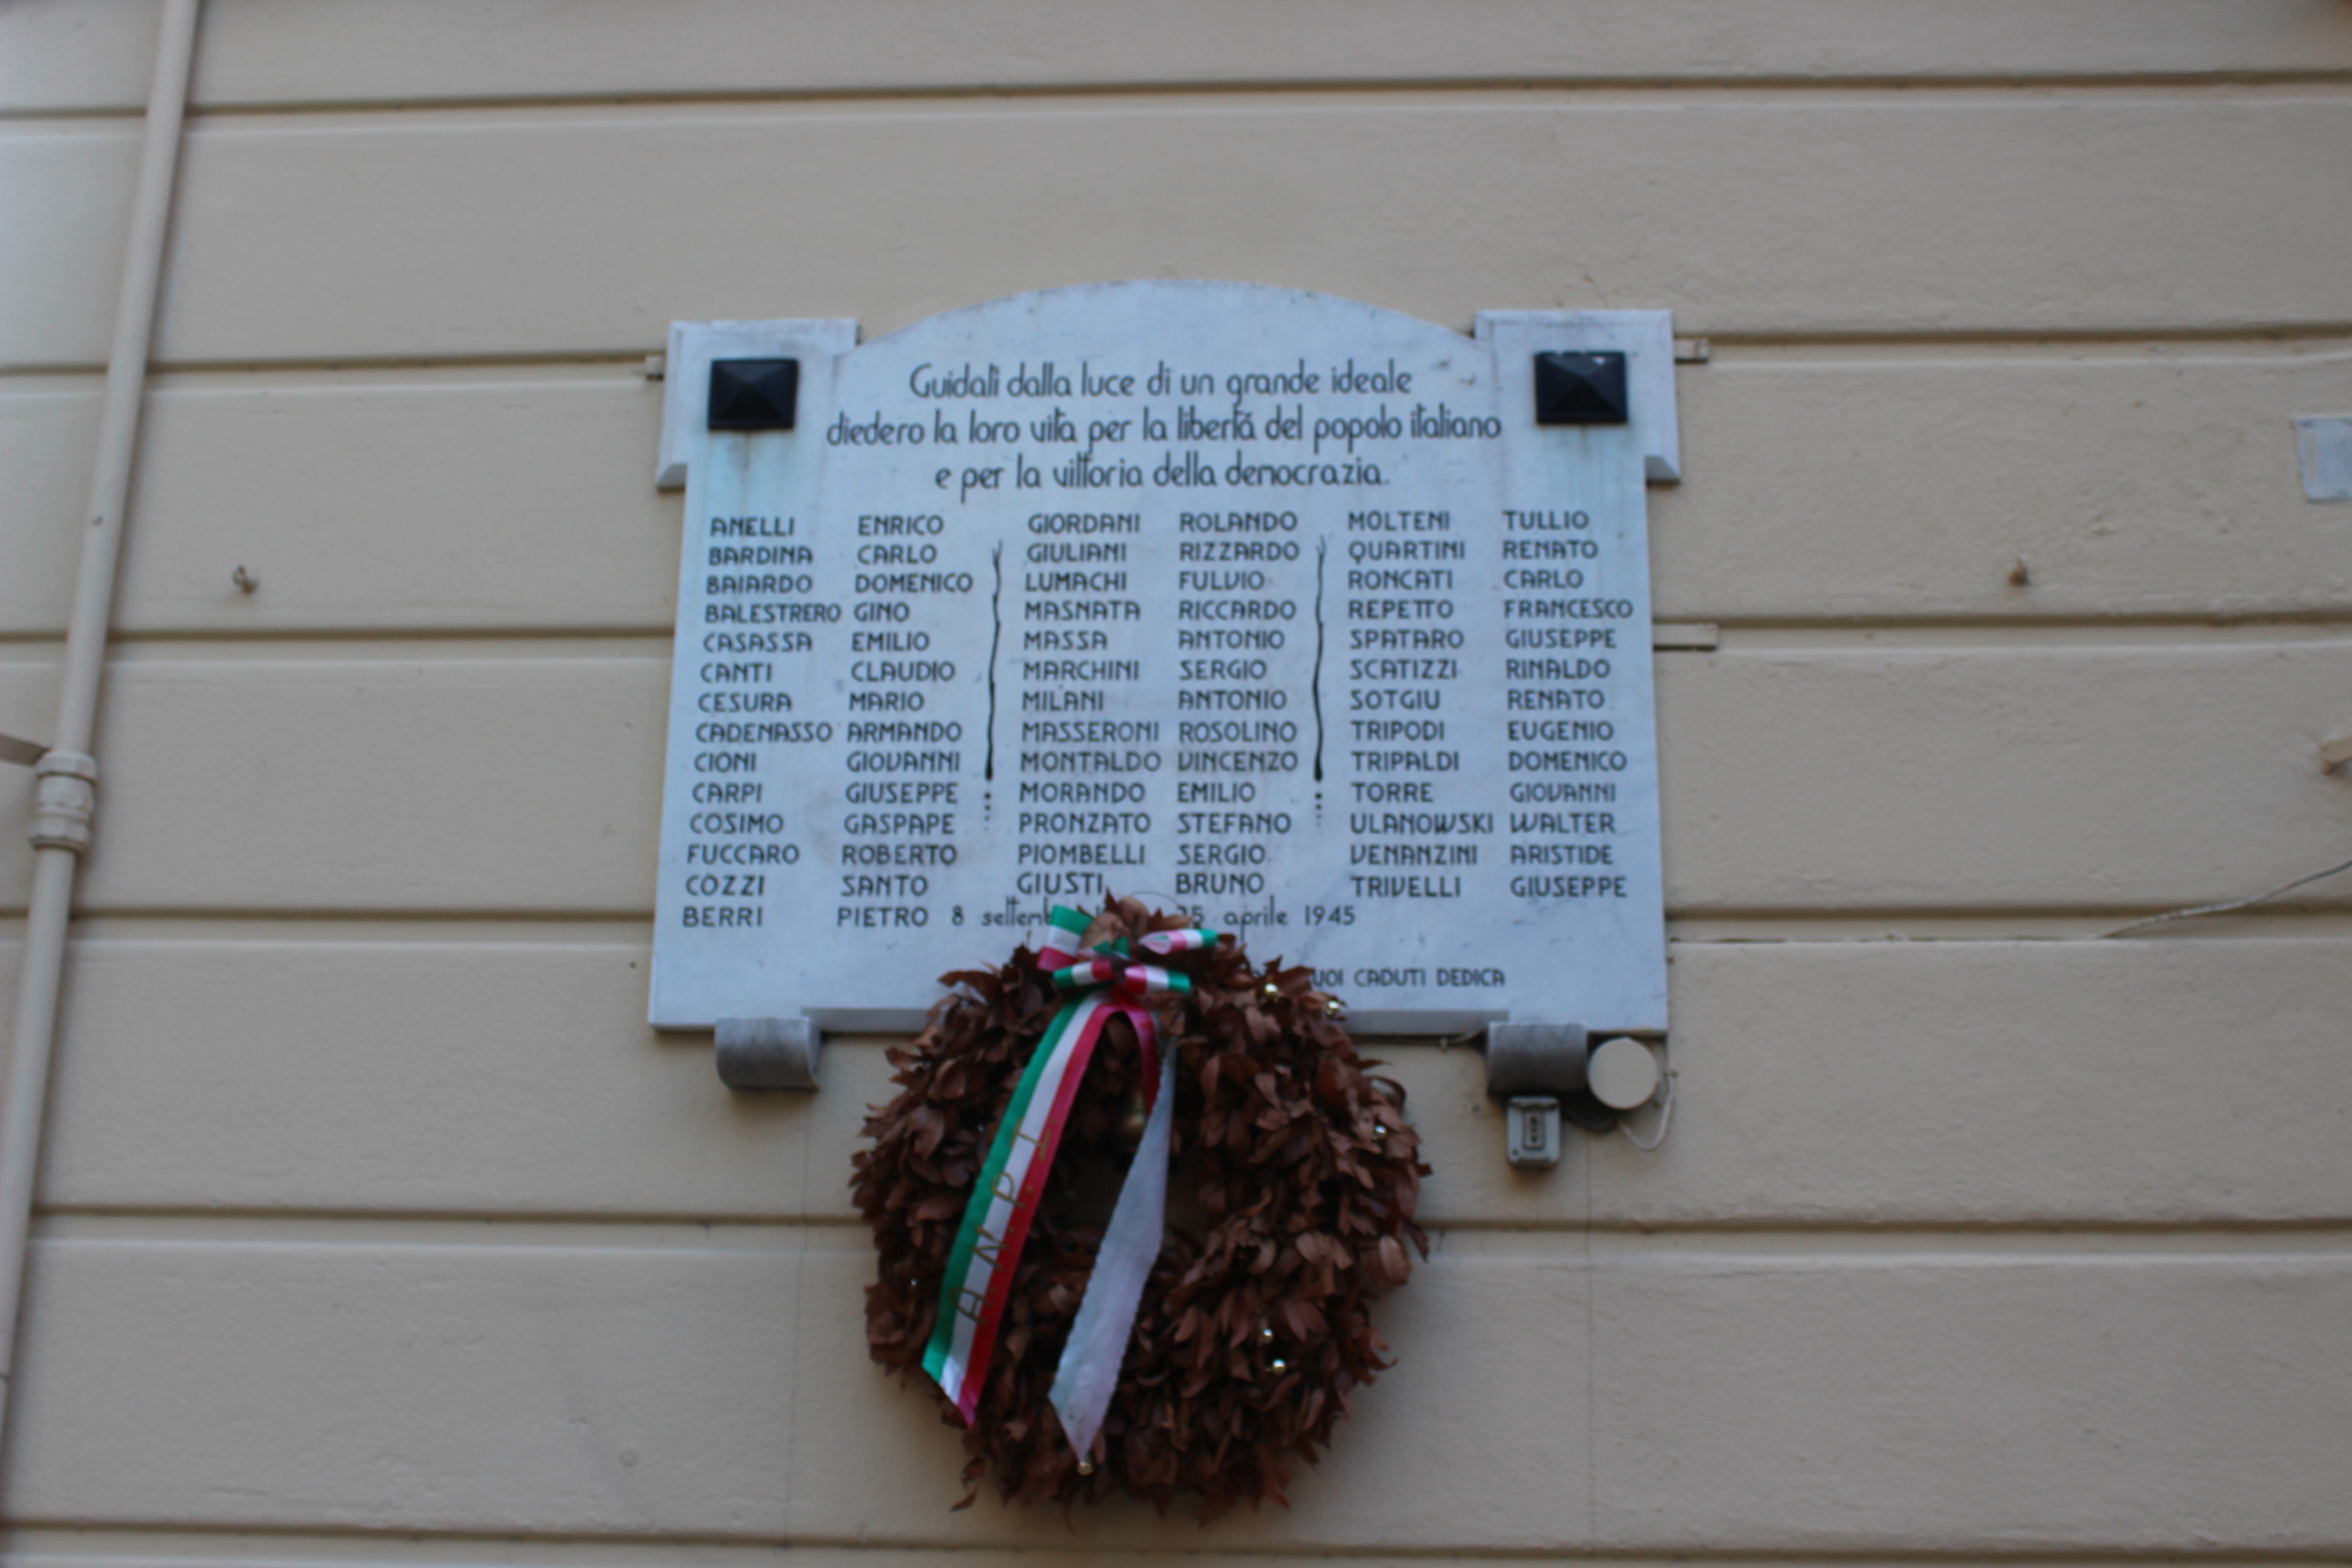 Guidati dalla luce di un grande ideale
diedero la loro vita per la libertá del popolo italiano
e per la vittoria della denocrazia.
ANELLI ENRICO GIORDANI ROLANDO MOLTENI TULLIO
BARDINA CARLO GIULIANI RIZZARDO QUARTINI RENATO
BAIARDO DOMENICO LUMACHI FULVIO RONCATI CARLO
BALESTRERO GINO MASNATA RICCARDO REPETTO FRANCESCO
CASASSA EMILIO MASSA ANTONIO SPATARO GIUSEPPE
CANTI CLAUDIO MARCHINI SERGIO SCATIZZI RINALDO
CESURA MARIO MILANI ANTONIO SOTGIU RENATO
CADENASSO ARMANDO MASSERONI ROSOLINO TRIPODI EUGENIO
CIONI GIOVANNI MONTALDO VINCENZO TRIPALDI DOMENICO
CARPI GIUSEPPE MORANDO EMILIO TORRE GIOVANNI
COSIMO GASPAPE PRONZATO STEFANO ULANOWSKI WALTER
FUCCARO ROBERTO PIOMBELLI SERGIO VENANZINI ARISTIDE
COZZI SANTO GIUSTI BRUNO TRIVELLI GIUSEPPE
BERRI PIETRO 8 25 aprile 1945
CADUTI DEDICA
A.N.P.I.